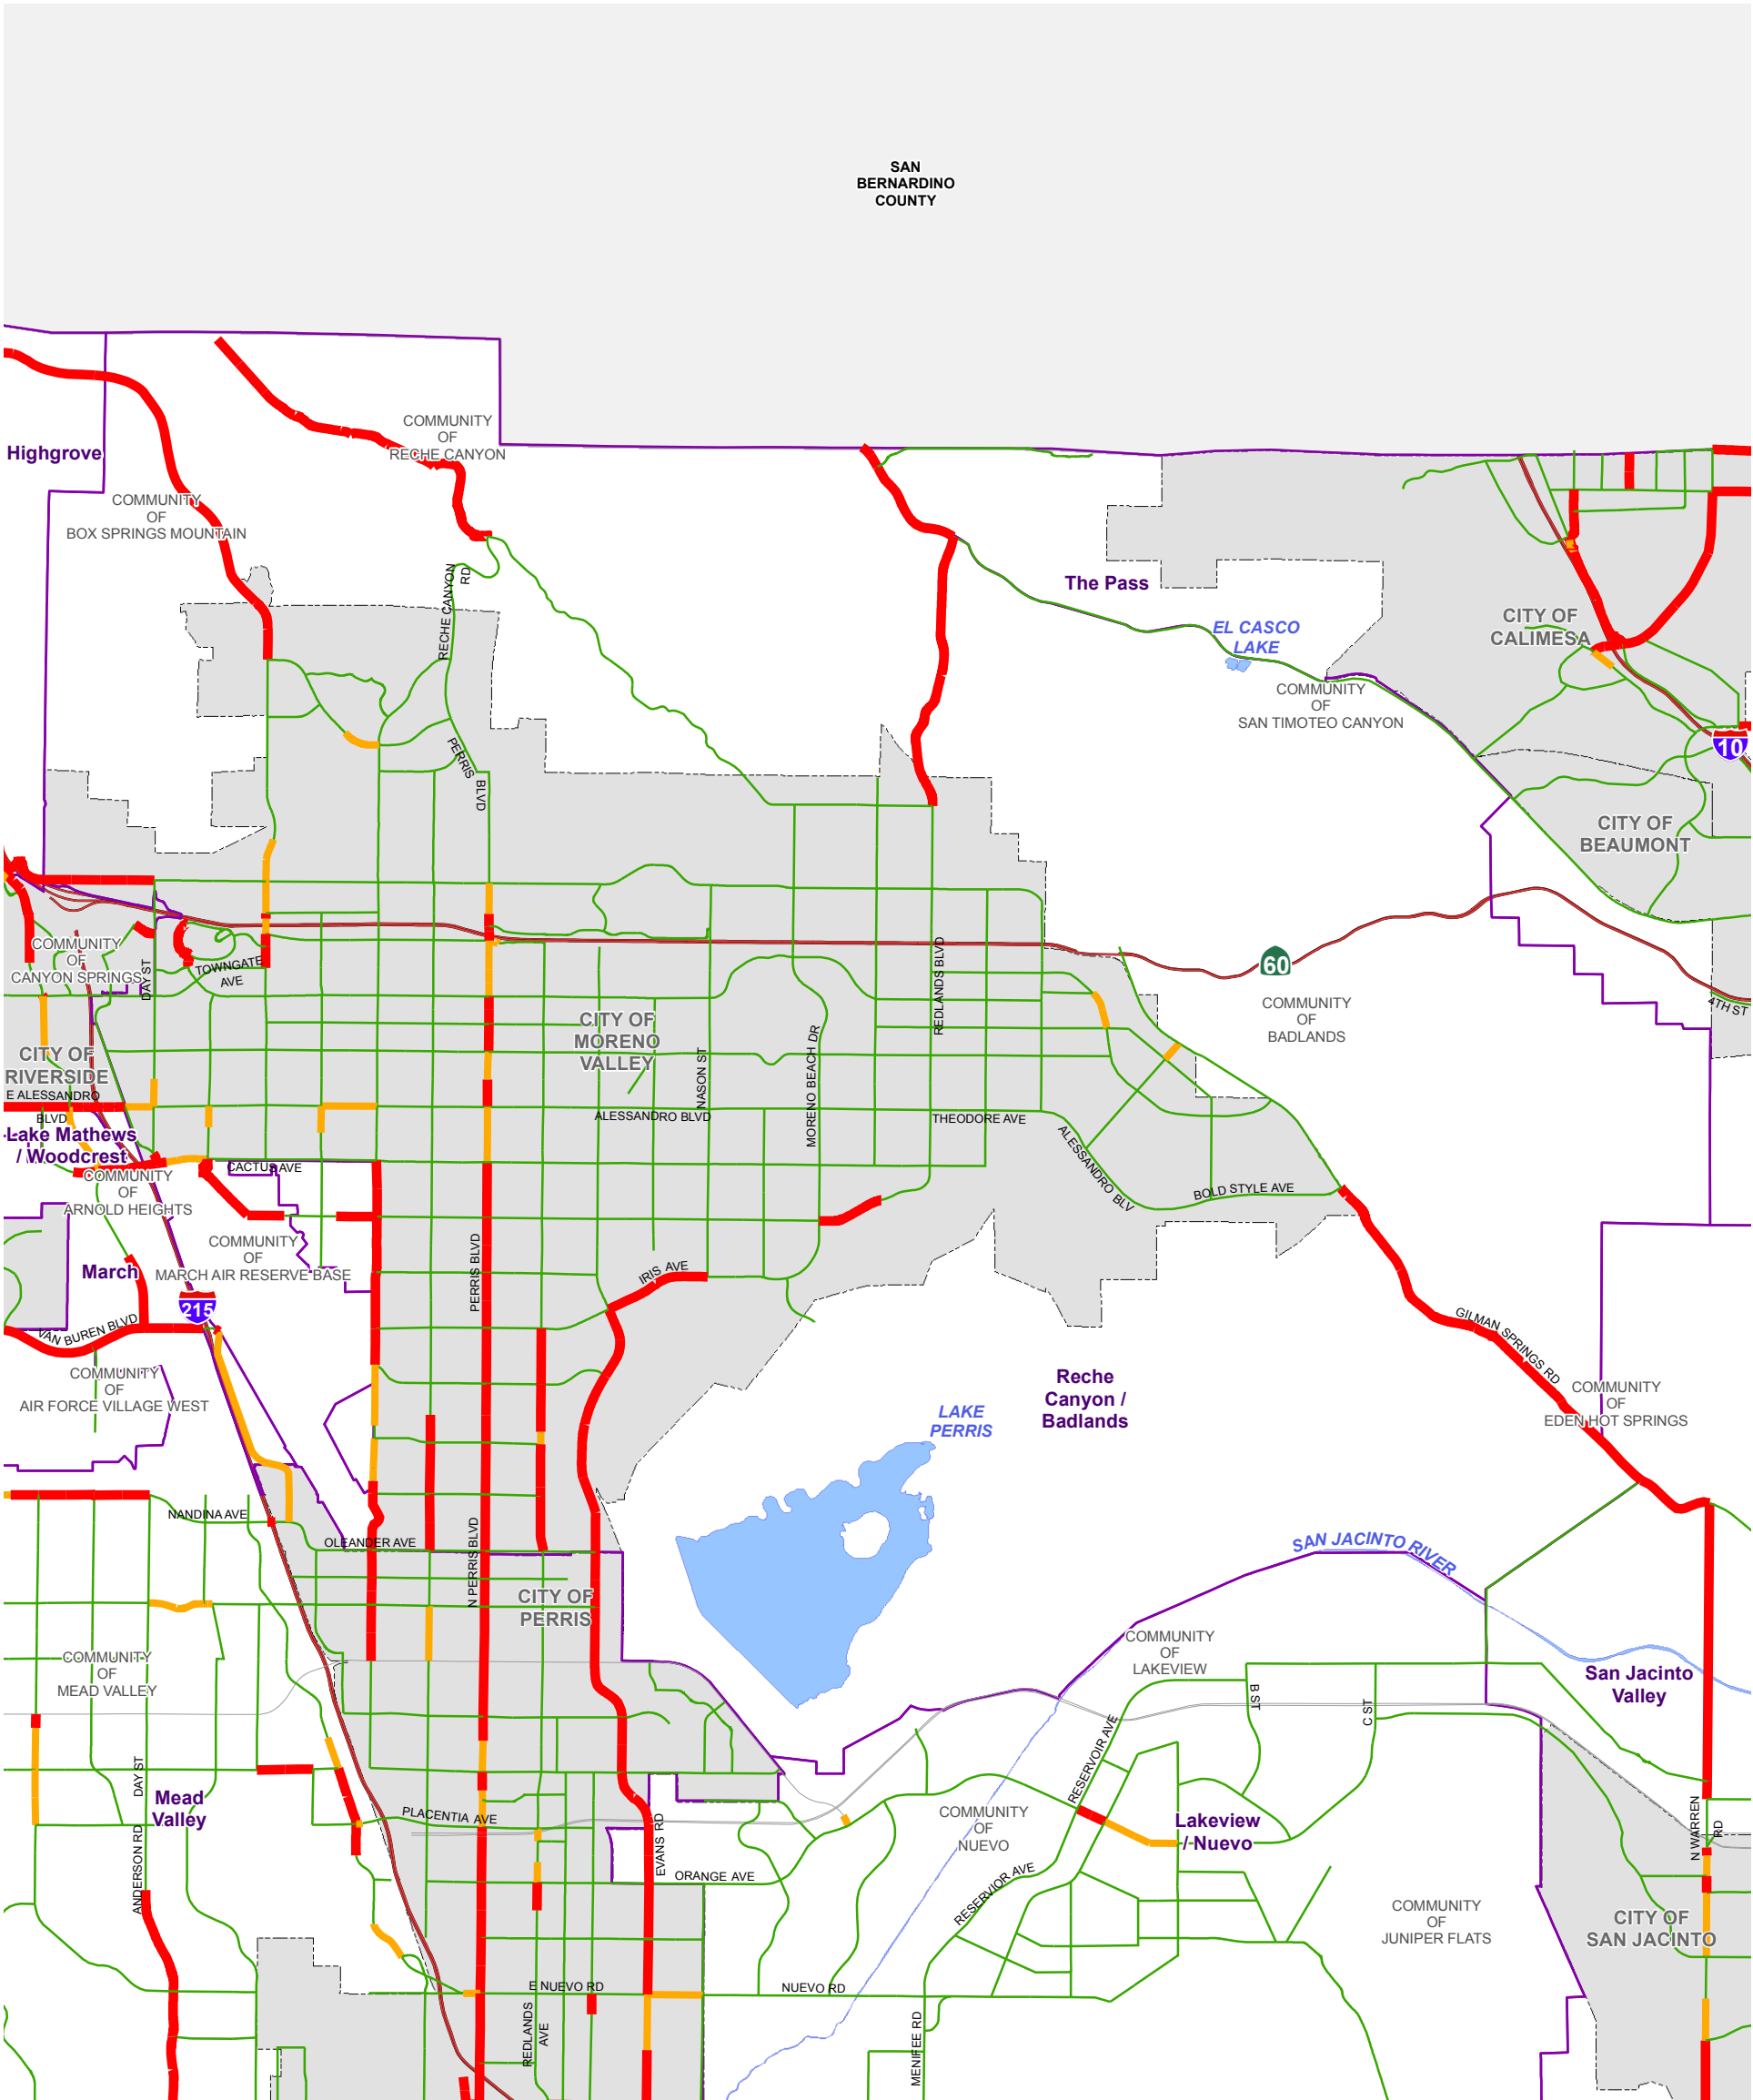 SAN
BERNARDINO
COUNTY
COMMUNITY
OF
RECHE CANYON
Highgrove
COMMUNITY
OF
BOX SPRINGS MOUNTAIN
RECHE CANYON
RD
The Pass
EL CASCO
LAKE
CITY OF
CALIMESA
COMMUNITY
OF
SAN TIMOTEO CANYON
10
PERRIS
BLVD
CITY OF
BEAUMONT
COMMUNITY
OF
CANYON SPRINGS
DAY ST
TOWNGATE
AVE
REDLANDS BLVD
60
COMMUNITY
OF
BADLANDS
4TH ST
CITY OF
MORENO
VALLEY
CITY OF
RIVERSIDE
E ALESSANDRO
BLVD
NASON ST
MORENO BEACH DR
ALESSANDRO BLVD
THEODORE AVE
Lake Mathews
/ Woodcrest
CACTUS AVE
COMMUNITY
OF
ARNOLD HEIGHTS
ALESSANDRO BLV
BOLD STYLE AVE
COMMUNITY
OF
MARCH AIR RESERVE BASE
March
PERRIS BLVD
IRIS AVE
215
VAN BUREN BLVD
GILMAN SPRINGS RD
COMMUNITY
OF
AIR FORCE VILLAGE WEST
Reche
Canyon /
Badlands
COMMUNITY
OF
EDEN HOT SPRINGS
LAKE
PERRIS
NANDINA AVE
OLEANDER AVE
N PERRIS BLVD
SAN JACINTO RIVER
CITY OF
PERRIS
COMMUNITY
OF
MEAD VALLEY
COMMUNITY
OF
LAKEVIEW
San Jacinto
Valley
B ST
C ST
RESERVOIR AVE
DAY ST
Mead
Valley
PLACENTIA AVE
EVANS RD
COMMUNITY
OF
NUEVO
Lakeview
/ Nuevo
N WARREN
RD
ANDERSON RD
ORANGE AVE
RESERVIOR AVE
COMMUNITY
OF
JUNIPER FLATS
CITY OF
SAN JACINTO
E NUEVO RD
NUEVO RD
REDLANDS
AVE
MENIFEE RD